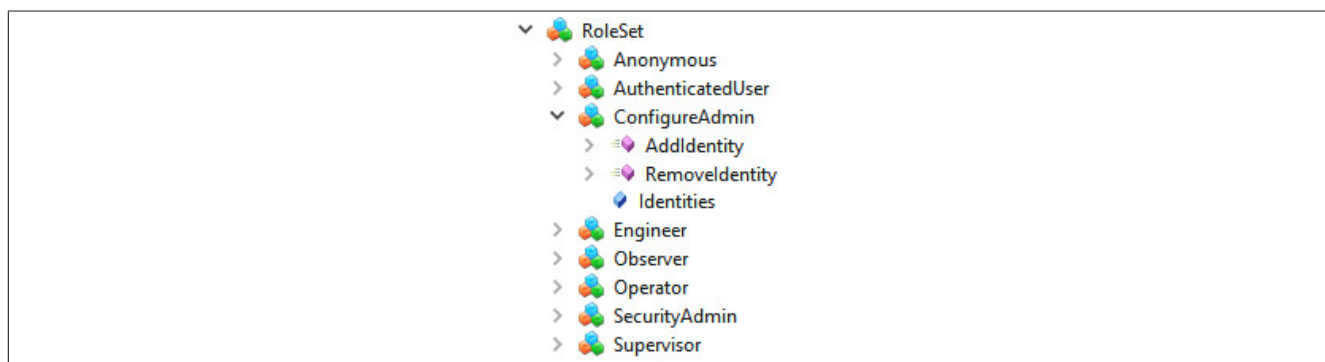 RoleSet
Anonymous
AuthenticatedUser
ConfigureAdmin
AddIdentity
RemoveIdentity
Identities
Engineer
Observer
Operator
SecurityAdmin
Supervisor